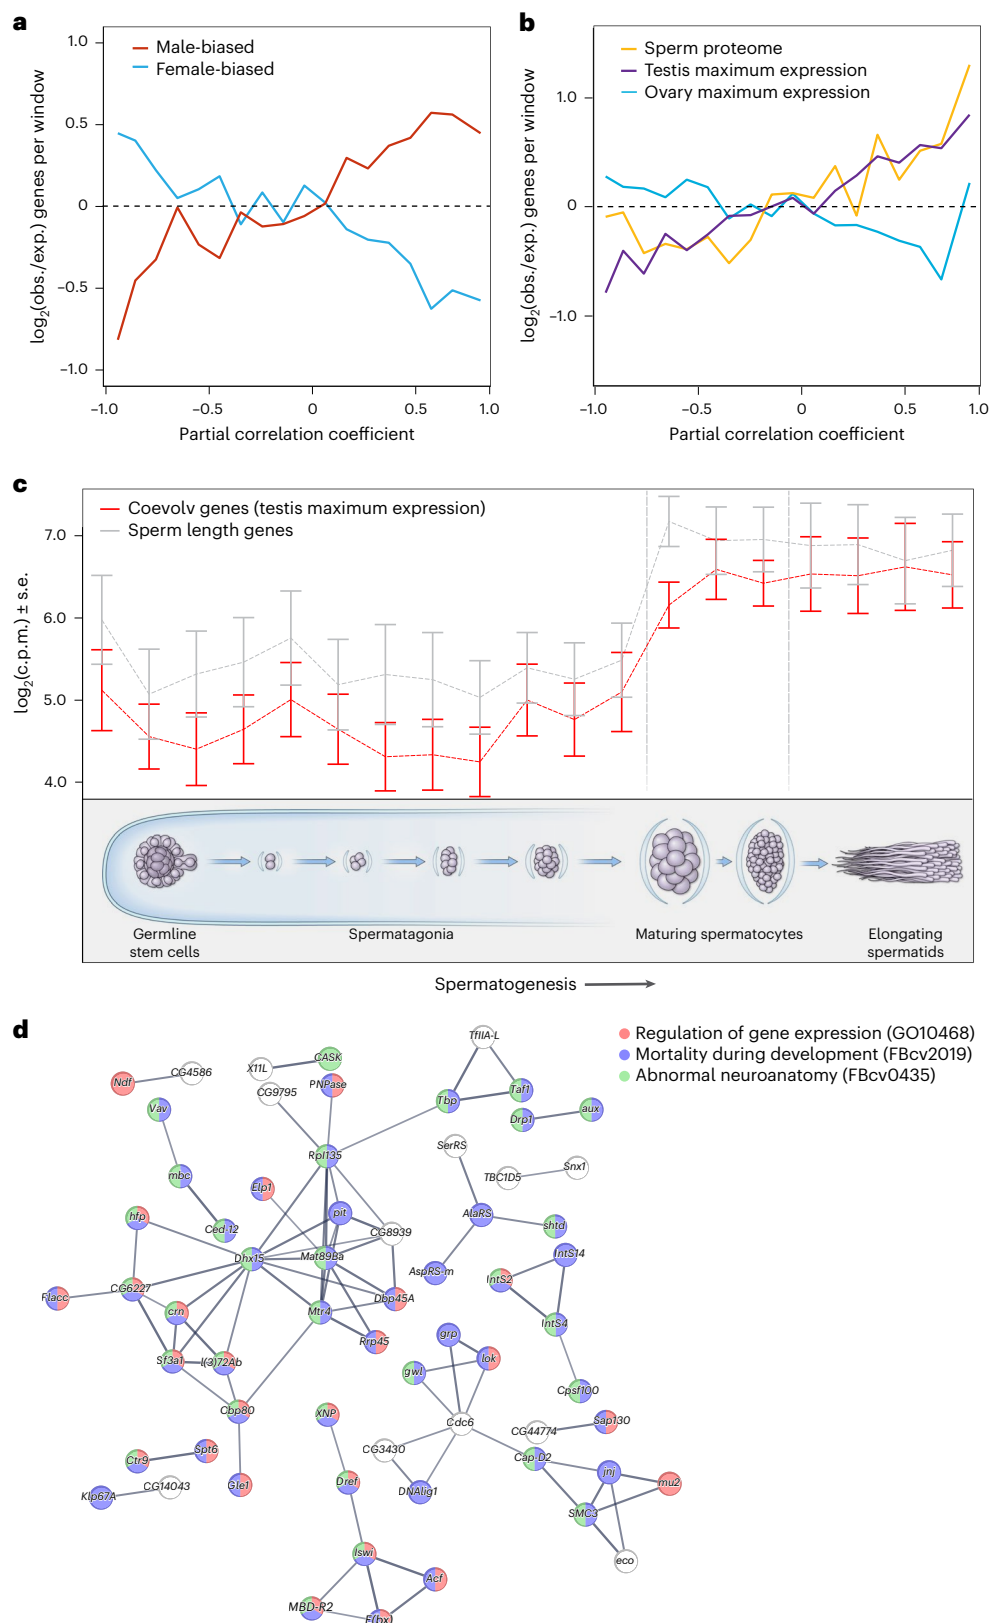 a
1.0
0.5
0
–0.5
–1.0
log2(obs./exp.) genes per window
Male-biased
Female-biased
–1.0
–0.5
0
0.5
1.0
Partial correlation coefficient
b
1.0
0
–1.0
log2(obs./exp.) genes per window
Sperm proteome
Testis maximum expression
Ovary maximum expression
–1.0
–0.5
0
0.5
1.0
Partial correlation coefficient
c
7.0
6.0
5.0
4.0
log2(c.p.m.) ± s.e.
Coevolv genes (testis maximum expression)
Sperm length genes
Germline
stem cells
Spermatagonia
Maturing spermatocytes
Elongating
spermatids
Spermatogenesis
d
Regulation of gene expression (GO10468)
Mortality during development (FBcv2019)
Abnormal neuroanatomy (FBcv0435)
TfIIA-L
Ndf
CG4586
X11L
CASK
CG9795
PNPase
Vav
Tbp
Taf1
Drp1
aux
Rpl135
SerRS
TBC1D5
Snx1
mbc
Elp1
hfp
Ced-12
pit
CG8939
AlaRS
shtd
Dhx15
Mat89Ba
AspRS-m
IntS14
IntS2
Flacc
CG6227
crn
Mtr4
Dbp45A
IntS4
Rrp45
grp
lok
gwl
Sf3a1
l(3)72Ab
Cpsf100
Cbp80
XNP
Cdc6
CG44774
Sap130
Ctr9
Spt6
CG3430
Cap-D2
Klp67A
CG14043
Gle1
Dref
DNAlig1
jnj
mu2
SMC3
Iswi
eco
Acf
MBD-R2
E(bx)